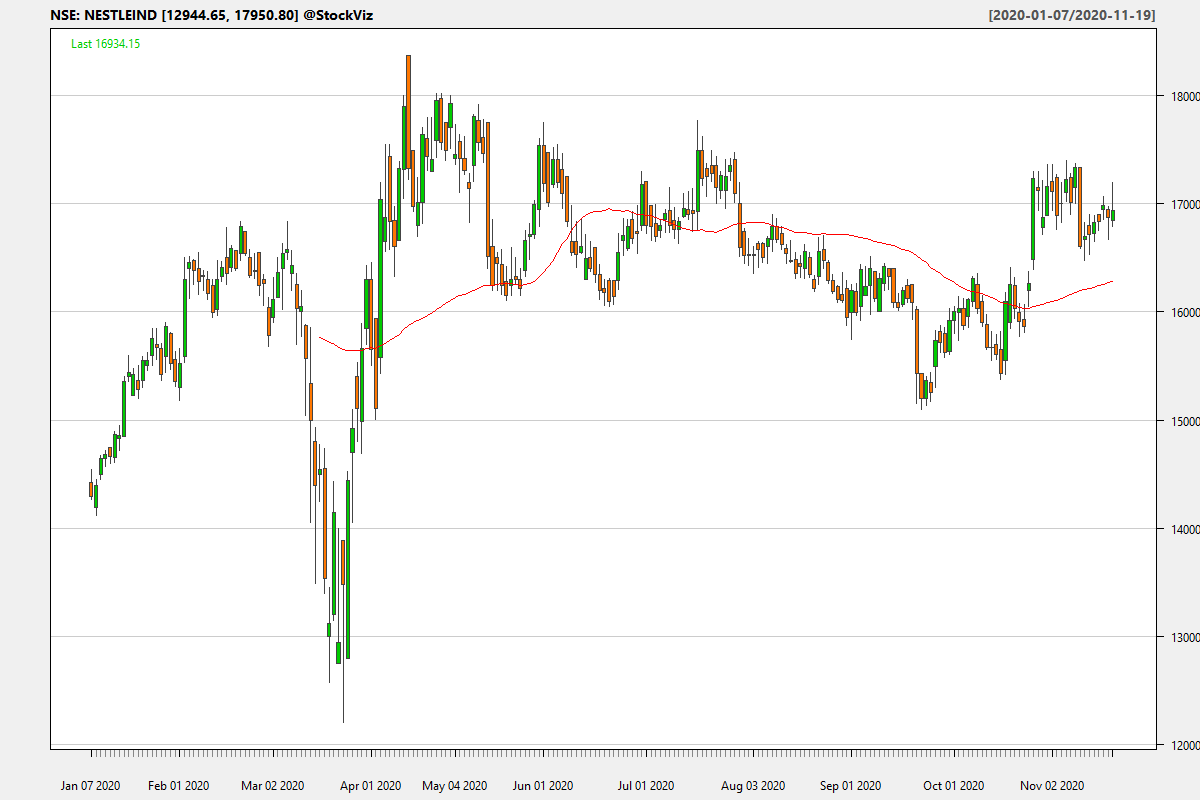 NSE: NESTLEIND [12944.65, 17950.80] @StockViz
[2020-01-07/2020-11-19]
Last 16934.15
18000
17000
16000
15000
14000
13000
12000
Jan 07 2020 Feb 01 2020 Mar 02 2020 Apr 01 2020 May 04 2020 Jun 01 2020 Jul 01 2020 Aug 03 2020 Sep 01 2020 Oct 01 2020 Nov 02 2020